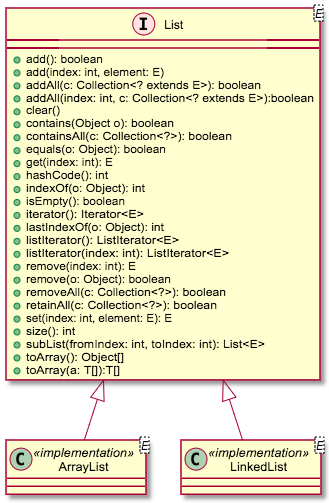 I List E
add(): boolean
add(index: int, element: E)
addAll(c: Collection<? extends E>): boolean
addAll(index: int, c: Collection<? extends E>):boolean
clear()
contains(Object o): boolean
containsAll(c: Collection<?>): boolean
equals(o: Object): boolean
get(index: int): E
hashCode(): int
indexOf(o: Object): int
isEmpty(): boolean
iterator(): Iterator<E>
lastIndexOf(o: Object): int
listIterator(): ListIterator<E>
listIterator(index: int): ListIterator<E>
remove(index: int): E
remove(o: Object): boolean
removeAll(c: Collection<?>): boolean
retainAll(c: Collection<?>): boolean
set(index: int, element: E): E
size(): int
subList(fromIndex: int, toIndex: int): List<E>
toArray(): Object[]
toArray(a: T[]):T[]
C «implementation» E
ArrayList
C «implementation» E
LinkedList